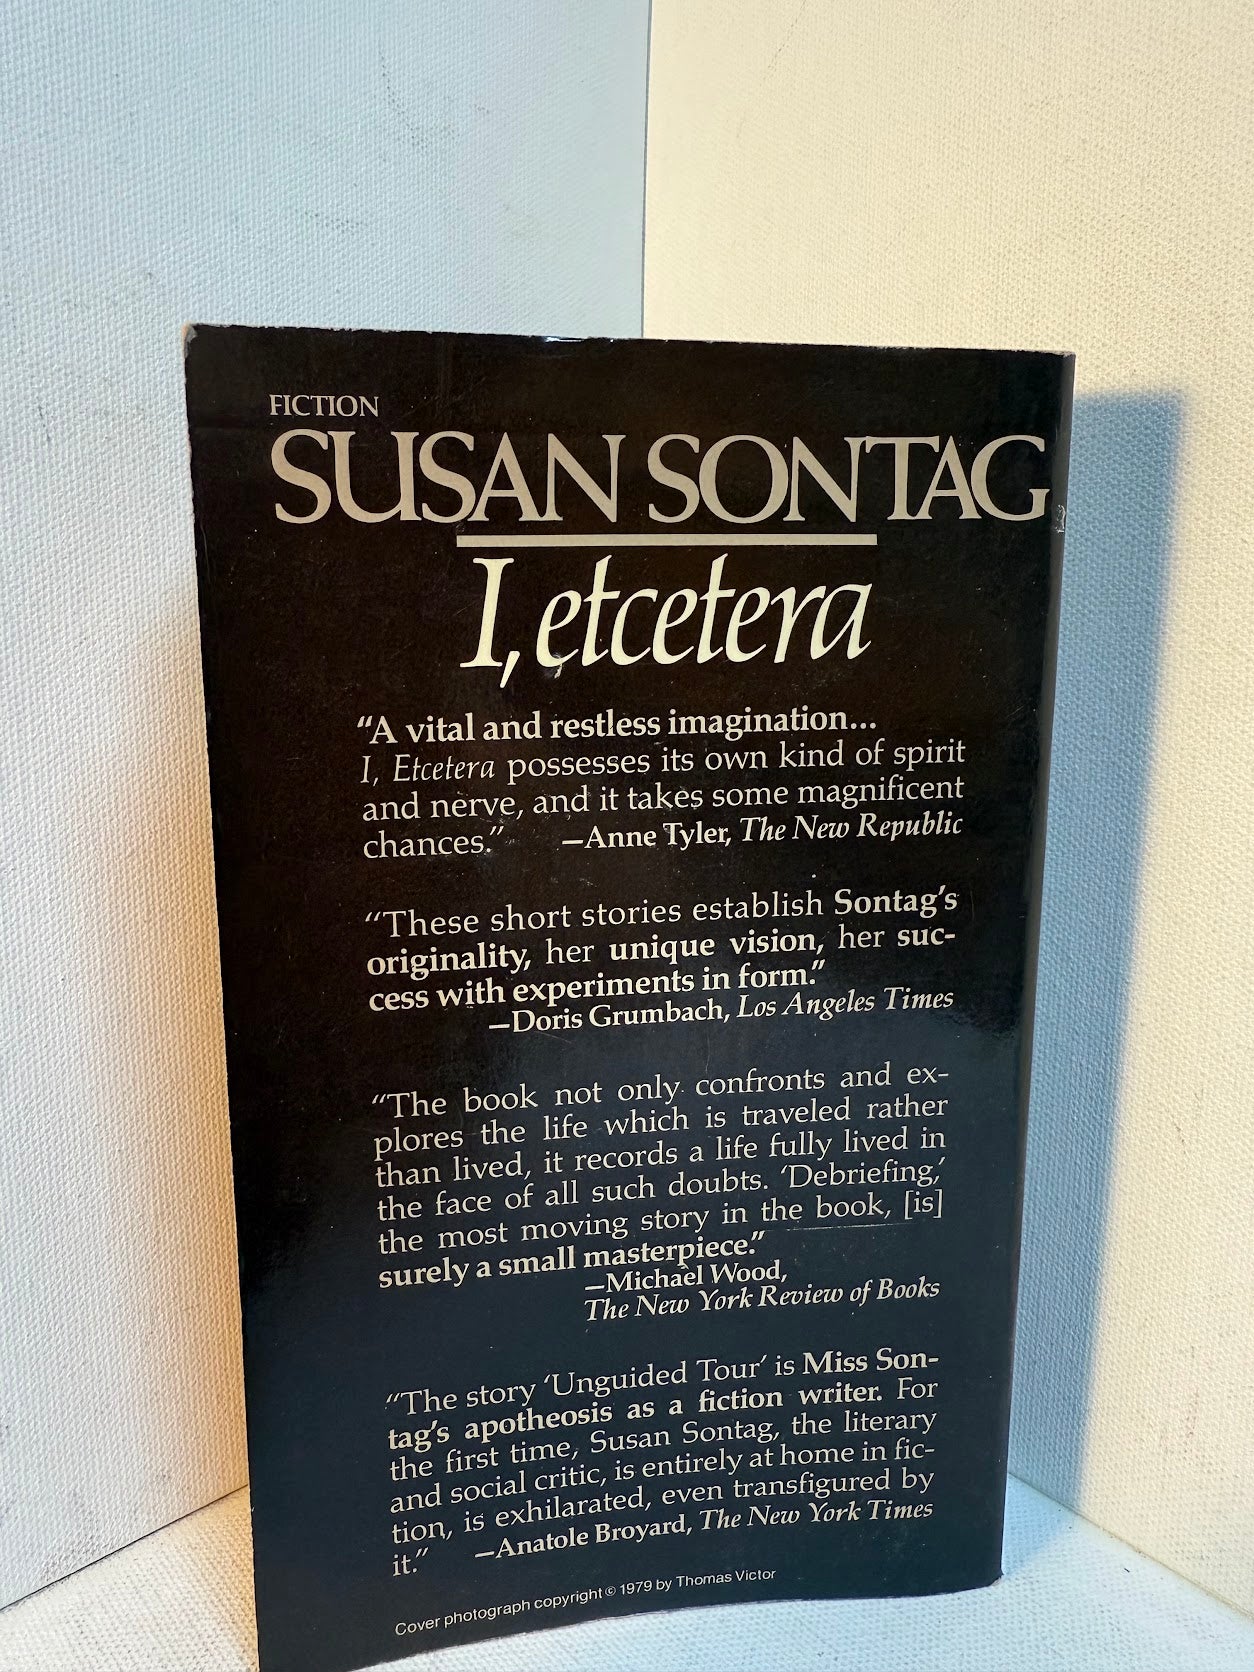 FICTION
SUSAN SONTAG
I, etcetera
“A vital and restless imagination...
I, Etcetera possesses its own kind of spirit
and nerve, and it takes some magnificent
chances.” —Anne Tyler, The New Republic
“These short stories establish Sontag’s
originality, her unique vision, her suc-
cess with experiments in form.”
—Doris Grumbach, Los Angeles Times
“The book not only confronts and ex-
plores the life which is traveled rather
than lived, it records a life fully lived in
the face of all such doubts. ‘Debriefing,’
the most moving story in the book, [is]
surely a small masterpiece.”
—Michael Wood,
The New York Review of Books
“The story ‘Unguided Tour’ is Miss Son-
tag’s apotheosis as a fiction writer. For
the first time, Susan Sontag, the literary
and social critic, is entirely at home in fic-
tion, is exhilarated, even transfigured by
it.” —Anatole Broyard, The New York Times
Cover photograph copyright © 1979 by Thomas Victor